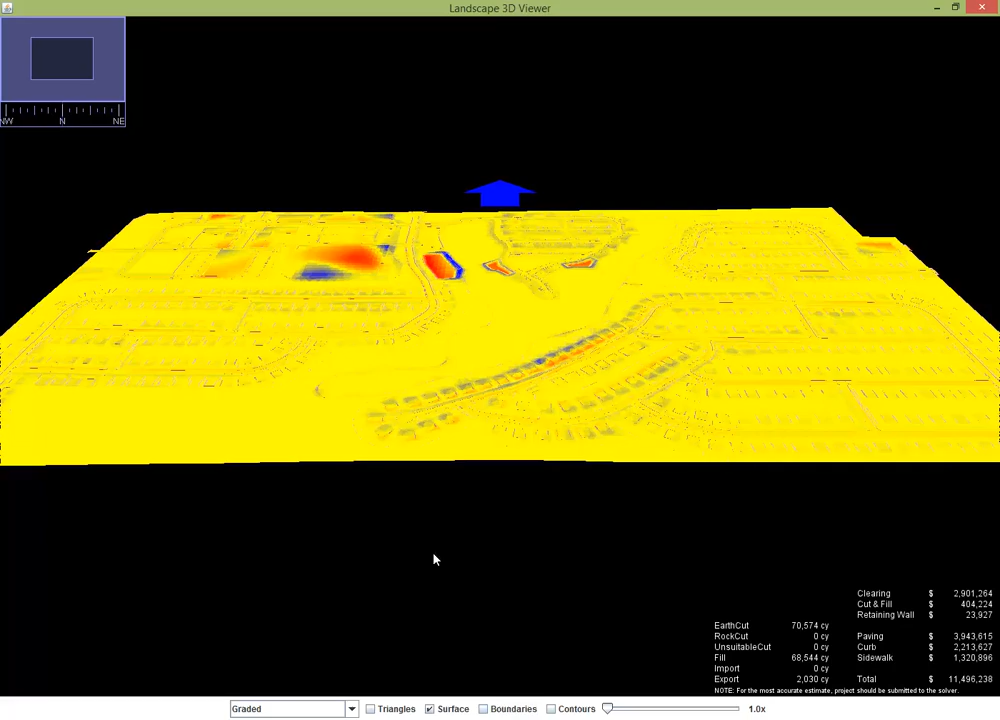 Landscape 3D Viewer
NW N NE
Clearing $ 2,901,264
Cut & Fill $ 404,224
Retaining Wall $ 23,927
EarthCut 70,574 cy
RockCut 0 cy Paving $ 3,943,615
UnsuitableCut 0 cy Curb $ 2,213,627
Fill 68,544 cy Sidewalk $ 1,320,896
Import 0 cy
Export 2,030 cy Total $ 11,496,238
NOTE: For the most accurate estimate, project should be submitted to the solver.
Graded Triangles Surface Boundaries Contours 1.0x